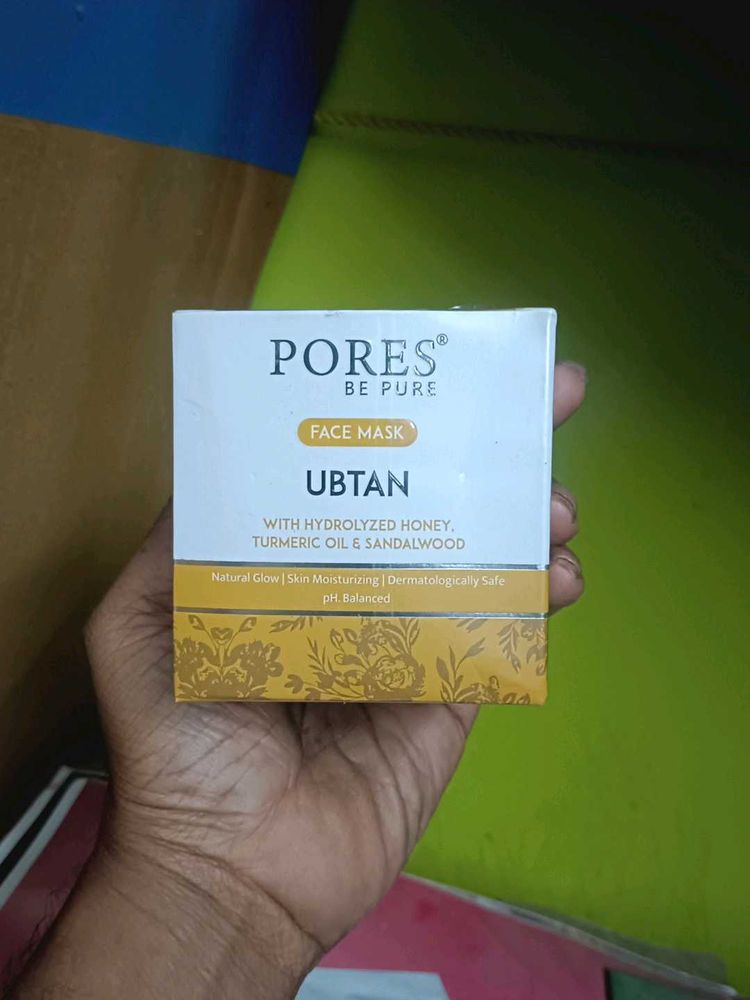 PORES®
BE PURE
FACE MASK
UBTAN
WITH HYDROLYZED HONEY,
TURMERIC OIL & SANDALWOOD
Natural Glow | Skin Moisturizing | Dermatologically Safe
pH. Balanced